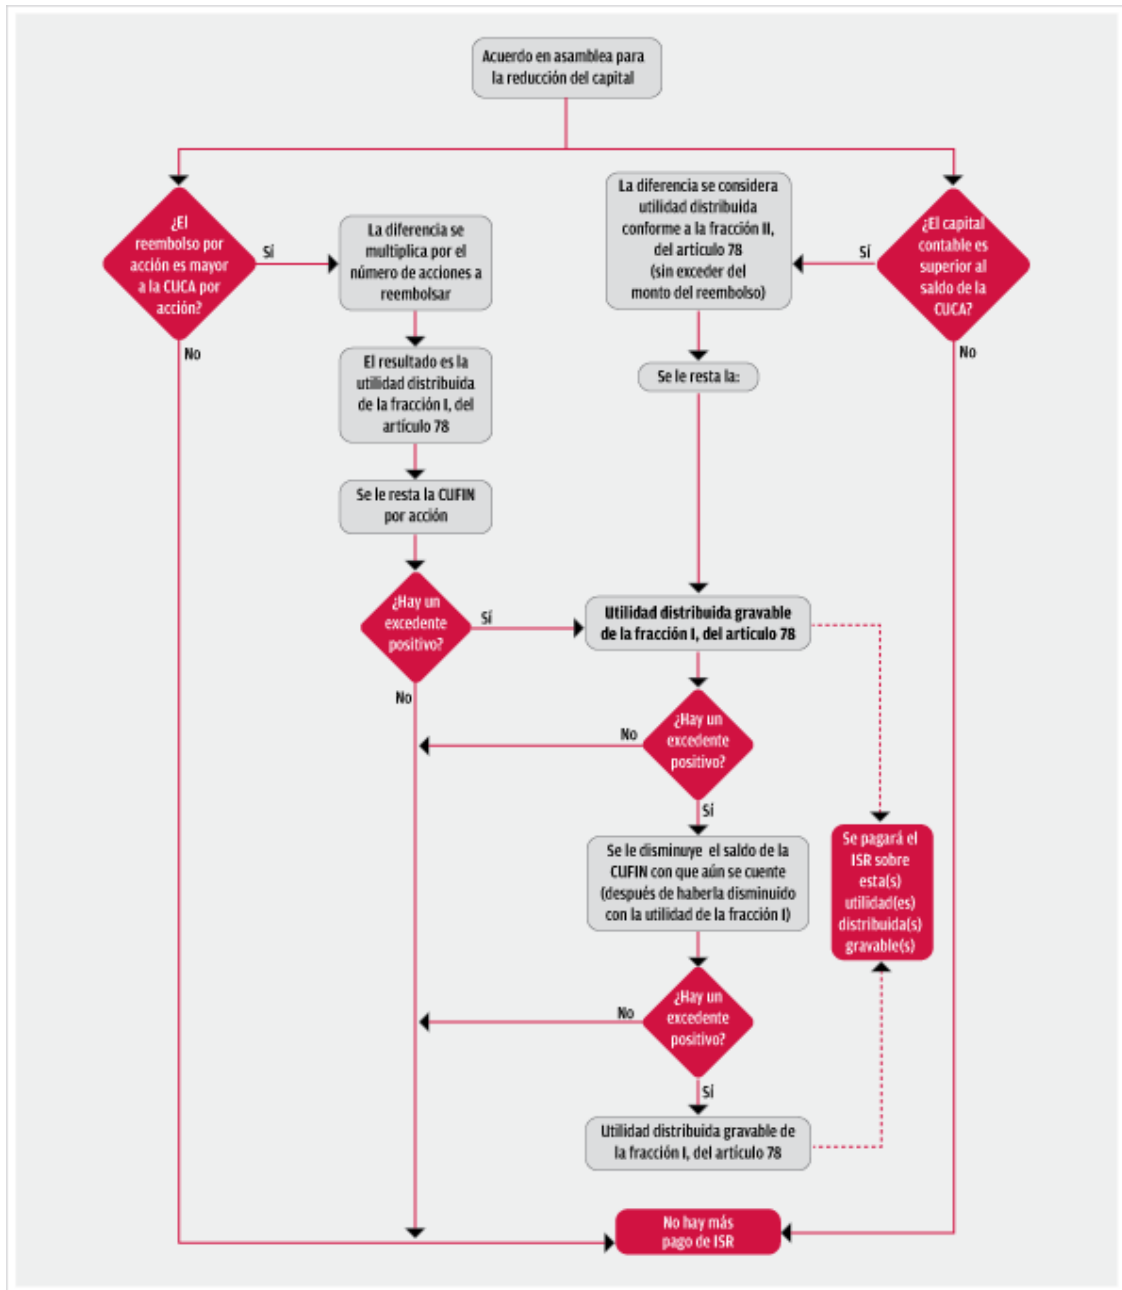 Acuerdo en asamblea para
la reducción del capital
¿El
reembolso por
acción es mayor
a la CUCA por
acción?
Sí
No
La diferencia se
multiplica por el
número de acciones a
reembolsar
El resultado es la
utilidad distribuida
de la fracción I, del
artículo 78
Se le resta la CUFIN
por acción
¿Hay un
excedente
positivo?
Sí
No
La diferencia se considera
utilidad distribuida
conforme a la fracción II,
del artículo 78
(sin exceder del
monto del reembolso)
Sí
¿El capital
contable es
superior al
saldo de la
CUCA?
No
Se le resta la:
Utilidad distribuida gravable
de la fracción I, del artículo 78
¿Hay un
excedente
positivo?
No
Sí
Se le disminuye el saldo de la
CUFIN con que aún se cuente
(después de haberla disminuido
con la utilidad de la fracción I)
¿Hay un
excedente
positivo?
No
Sí
Utilidad distribuida gravable de
la fracción I, del artículo 78
Se pagará el
ISR sobre
esta(s)
utilidad(es)
distribuida(s)
gravable(s)
No hay más
pago de ISR